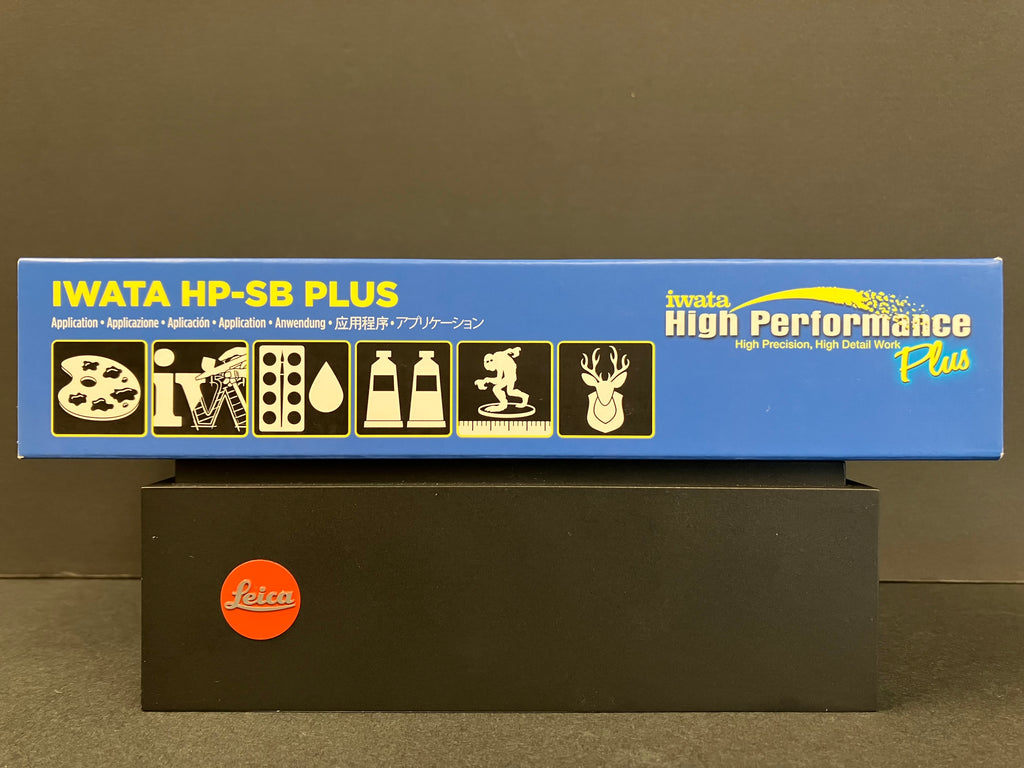 IWATA HP-SB PLUS
Application • Applicazione • Aplicación • Application • Anwendung • 应用程序 • アプリケーション
iw
iwata
High Performance
High Precision, High Detail Work
Plus
Leica